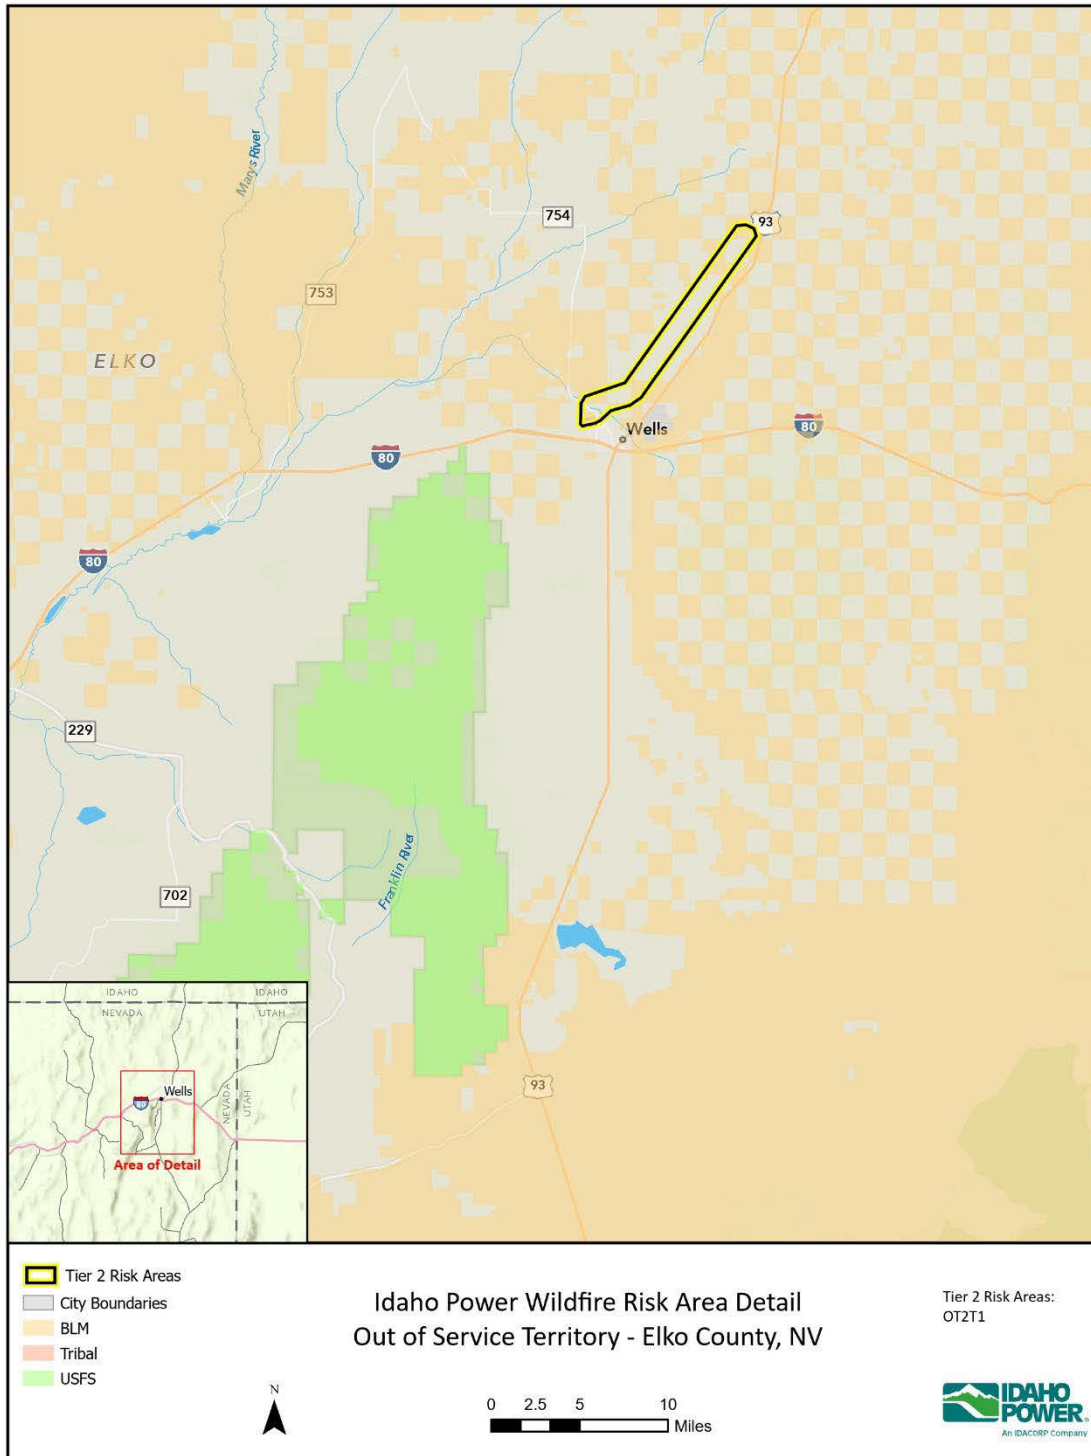 Marys River
754
93
753
ELKO
Wells
80
80
80
229
Franklin River
702
93
IDAHO
IDAHO
NEVADA
UTAH
Wells
NEVADA
UTAH
Area of Detail
Tier 2 Risk Areas
City Boundaries
BLM
Tribal
USFS
Idaho Power Wildfire Risk Area Detail
Out of Service Territory - Elko County, NV
N
0 2.5 5 10
Miles
Tier 2 Risk Areas:
OT2T1
IDAHO
POWER®
An IDACORP Company